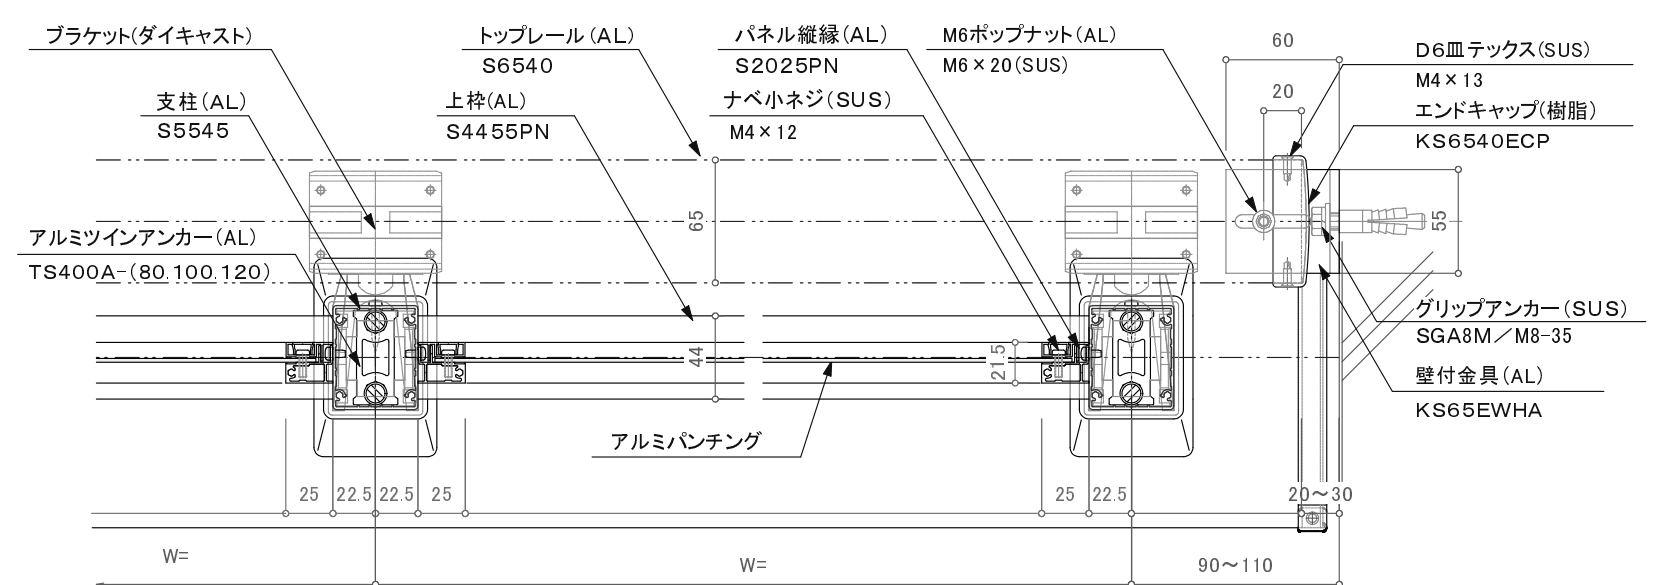 ブラケット(ダイキャスト)
トップレール(AL)
S6540
パネル縦縁(AL)
S2025PN
M6ポップナット(AL)
M6×20(SUS)
60
D6皿テックス(SUS)
M4×13
支柱(AL)
S5545
上枠(AL)
S4455PN
ナベ小ネジ(SUS)
M4×12
20
エンドキャップ(樹脂)
KS6540ECP
65
55
アルミツインアンカー(AL)
TS400A-(80.100.120)
グリップアンカー(SUS)
SGA8M／M8-35
44
21.5
壁付金具(AL)
KS65EWHA
アルミパンチング
25
22.5
22.5
25
25
22.5
20～30
W=
W=
90～110